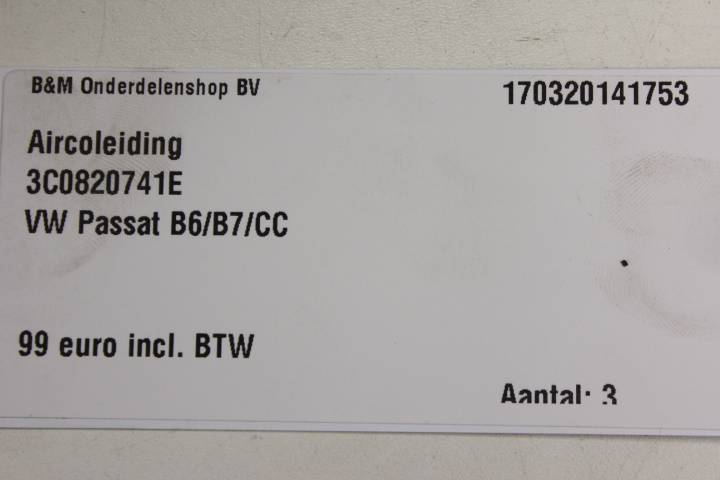 B&M Onderdelenshop BV
170320141753
Aircoleiding
3C0820741E
VW Passat B6/B7/CC
99 euro incl. BTW
Aantal: 3